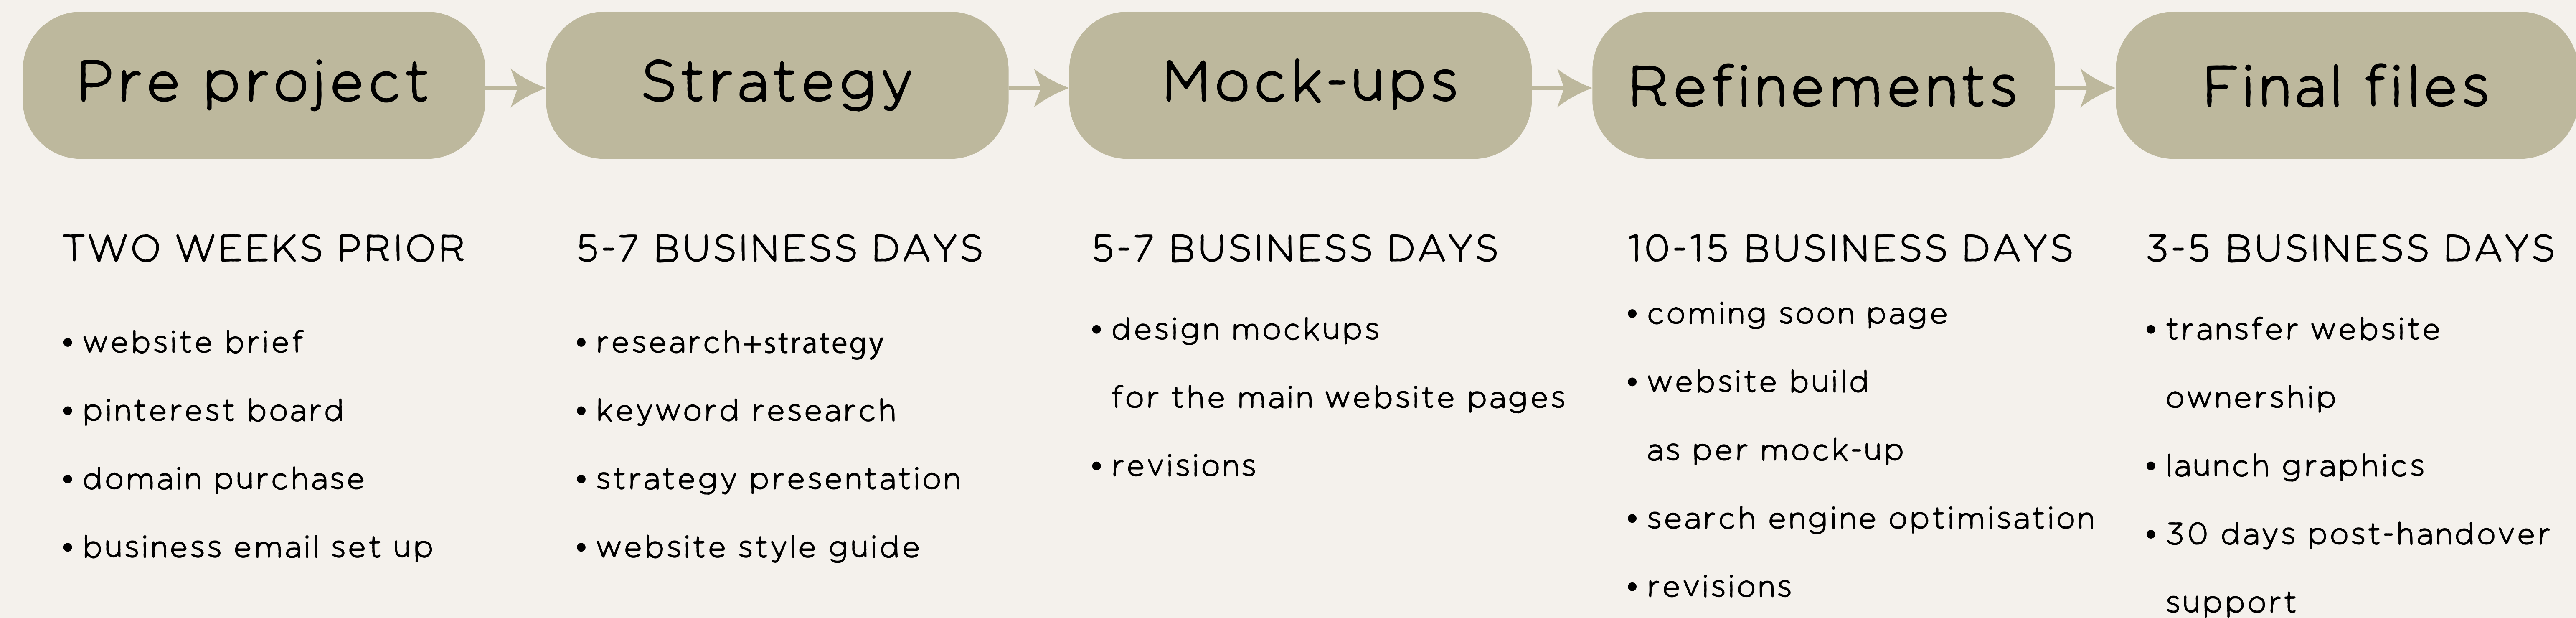 Pre project
Strategy
Mock-ups
Refinements
Final files
TWO WEEKS PRIOR
• website brief
• pinterest board
• domain purchase
• business email set up
5-7 BUSINESS DAYS
• research+strategy
• keyword research
• strategy presentation
• website style guide
5-7 BUSINESS DAYS
• design mockups
for the main website pages
• revisions
10-15 BUSINESS DAYS
• coming soon page
• website build
as per mock-up
• search engine optimisation
• revisions
3-5 BUSINESS DAYS
• transfer website
ownership
• launch graphics
• 30 days post-handover
support